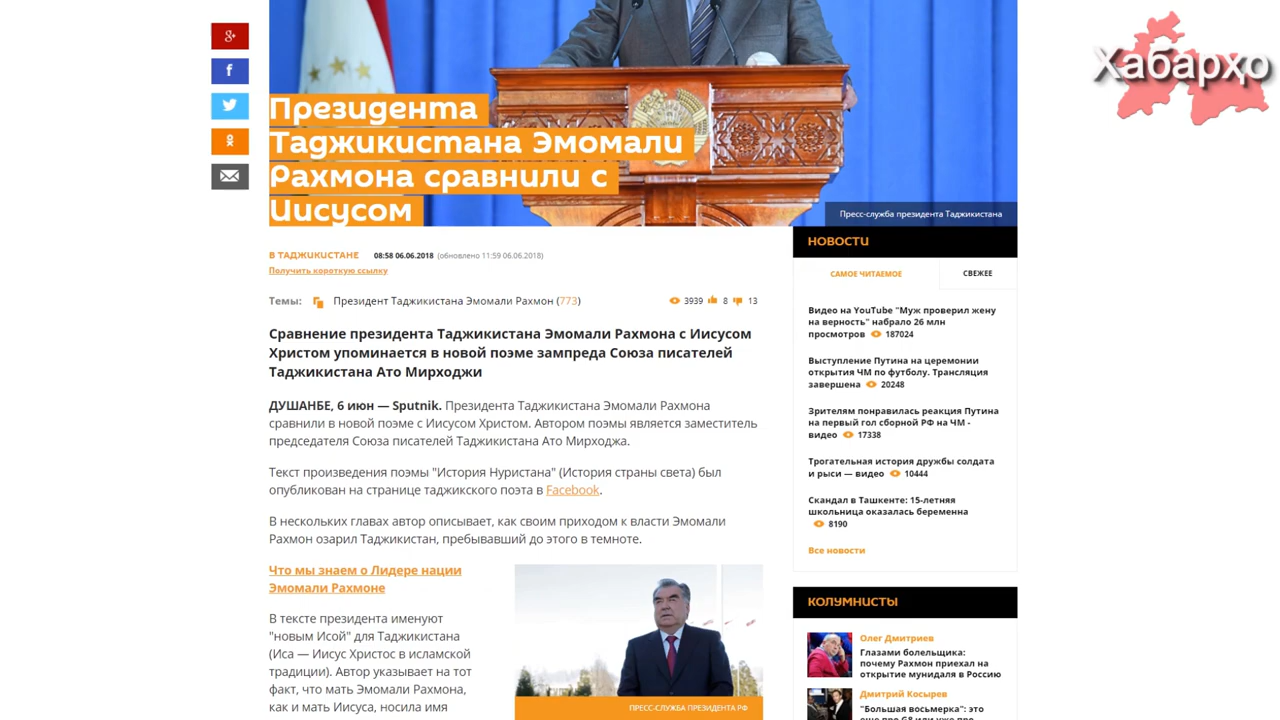 Хабарҳо
Президента
Таджикистана Эмомали
Рахмона сравнили с
Иисусом
Пресс-служба президента Таджикистана
В ТАДЖИКИСТАНЕ 08:58 06.06.2018 (обновлено 11:59 06.06.2018)
Получить короткую ссылку
Темы: Президент Таджикистана Эмомали Рахмон (773) 3939 8 13
Сравнение президента Таджикистана Эмомали Рахмона с Иисусом
Христом упоминается в новой поэме зампреда Союза писателей
Таджикистана Ато Мирходжи
ДУШАНБЕ, 6 июн — Sputnik. Президента Таджикистана Эмомали Рахмона
сравнили в новой поэме с Иисусом Христом. Автором поэмы является заместитель
председателя Союза писателей Таджикистана Ато Мирходжа.
Текст произведения поэмы "История Нуристана" (История страны света) был
опубликован на странице таджикского поэта в Facebook.
В нескольких главах автор описывает, как своим приходом к власти Эмомали
Рахмон озарил Таджикистан, пребывавший до этого в темноте.
Что мы знаем о Лидере нации
Эмомали Рахмоне
В тексте президента именуют
"новым Исой" для Таджикистана
(Иса — Иисус Христос в исламской
традиции). Автор указывает на тот
факт, что мать Эмомали Рахмона,
как и мать Иисуса, носила имя
ПРЕСС-СЛУЖБА ПРЕЗИДЕНТА РФ
НОВОСТИ
САМОЕ ЧИТАЕМОЕ СВЕЖЕЕ
Видео на YouTube "Муж проверил жену
на верность" набрало 26 млн
просмотров 187024
Выступление Путина на церемонии
открытия ЧМ по футболу. Трансляция
завершена 20248
Зрителям понравилась реакция Путина
на первый гол сборной РФ на ЧМ -
видео 17338
Трогательная история дружбы солдата
и рыси — видео 10444
Скандал в Ташкенте: 15-летняя
школьница оказалась беременна
8190
Все новости
КОЛУМНИСТЫ
Олег Дмитриев
Глазами болельщика:
почему Рахмон приехал на
открытие мундиаля в Россию
Дмитрий Косырев
"Большая восьмерка": это
еще про G8 или уже про